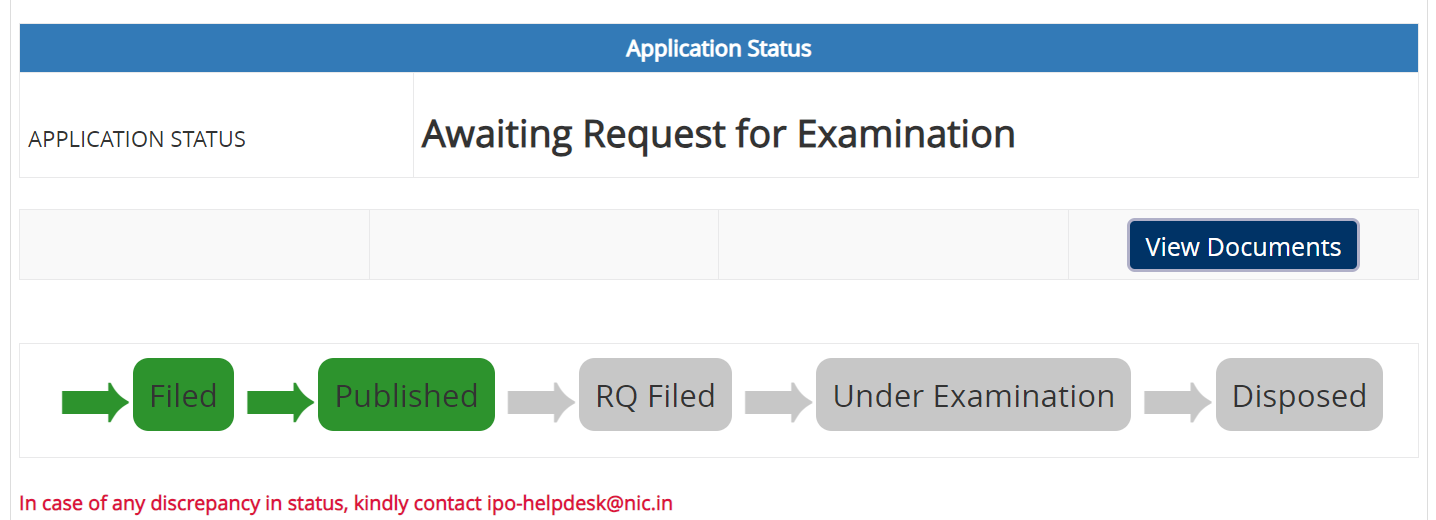 Application Status
APPLICATION STATUS Awaiting Request for Examination
View Documents
Filed Published RQ Filed Under Examination Disposed
In case of any discrepancy in status, kindly contact ipo-helpdesk@nic.in